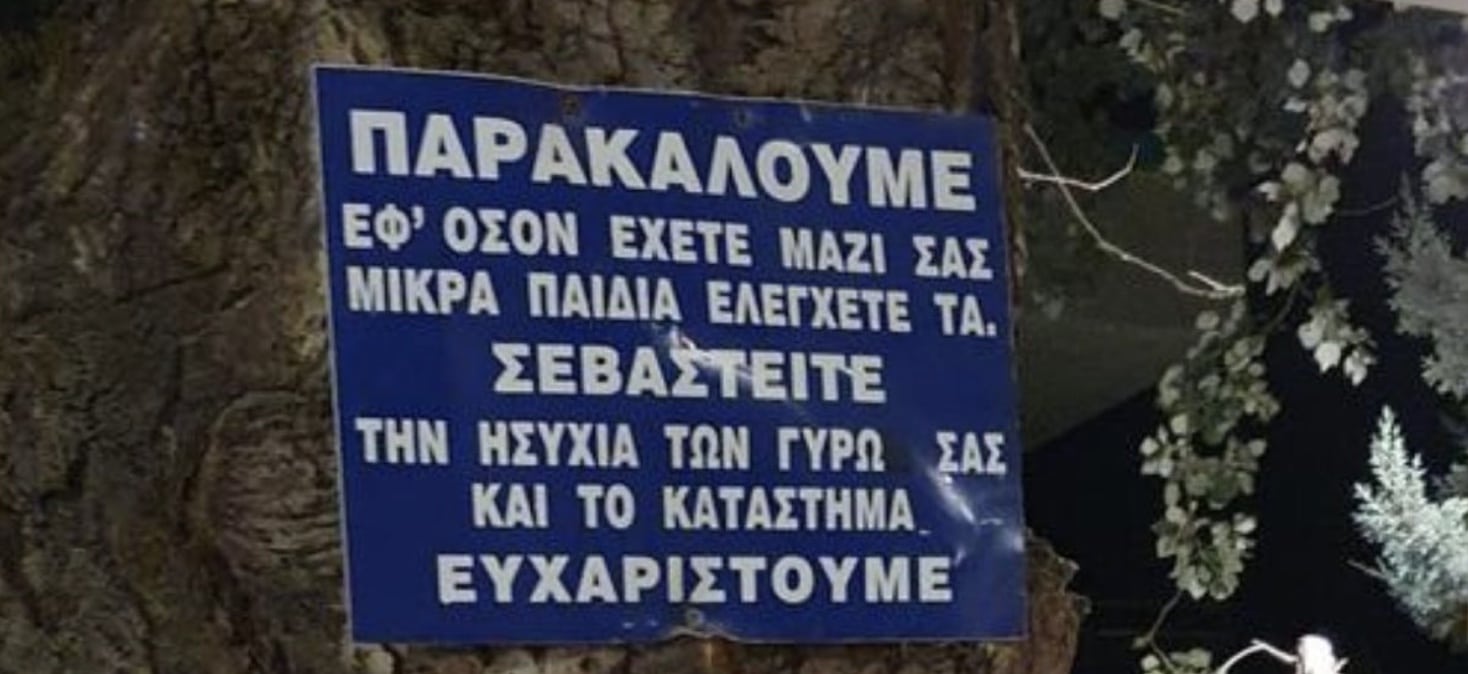 ΠΑΡΑΚΑΛΟΥΜΕ
ΕΦ' ΟΣΟΝ ΕΧΕΤΕ ΜΑΖΙ ΣΑΣ
ΜΙΚΡΑ ΠΑΙΔΙΑ ΕΛΕΓΧΕΤΕ ΤΑ.
ΣΕΒΑΣΤΕΙΤΕ
ΤΗΝ ΗΣΥΧΙΑ ΤΩΝ ΓΥΡΩ ΣΑΣ
ΚΑΙ ΤΟ ΚΑΤΑΣΤΗΜΑ
ΕΥΧΑΡΙΣΤΟΥΜΕ